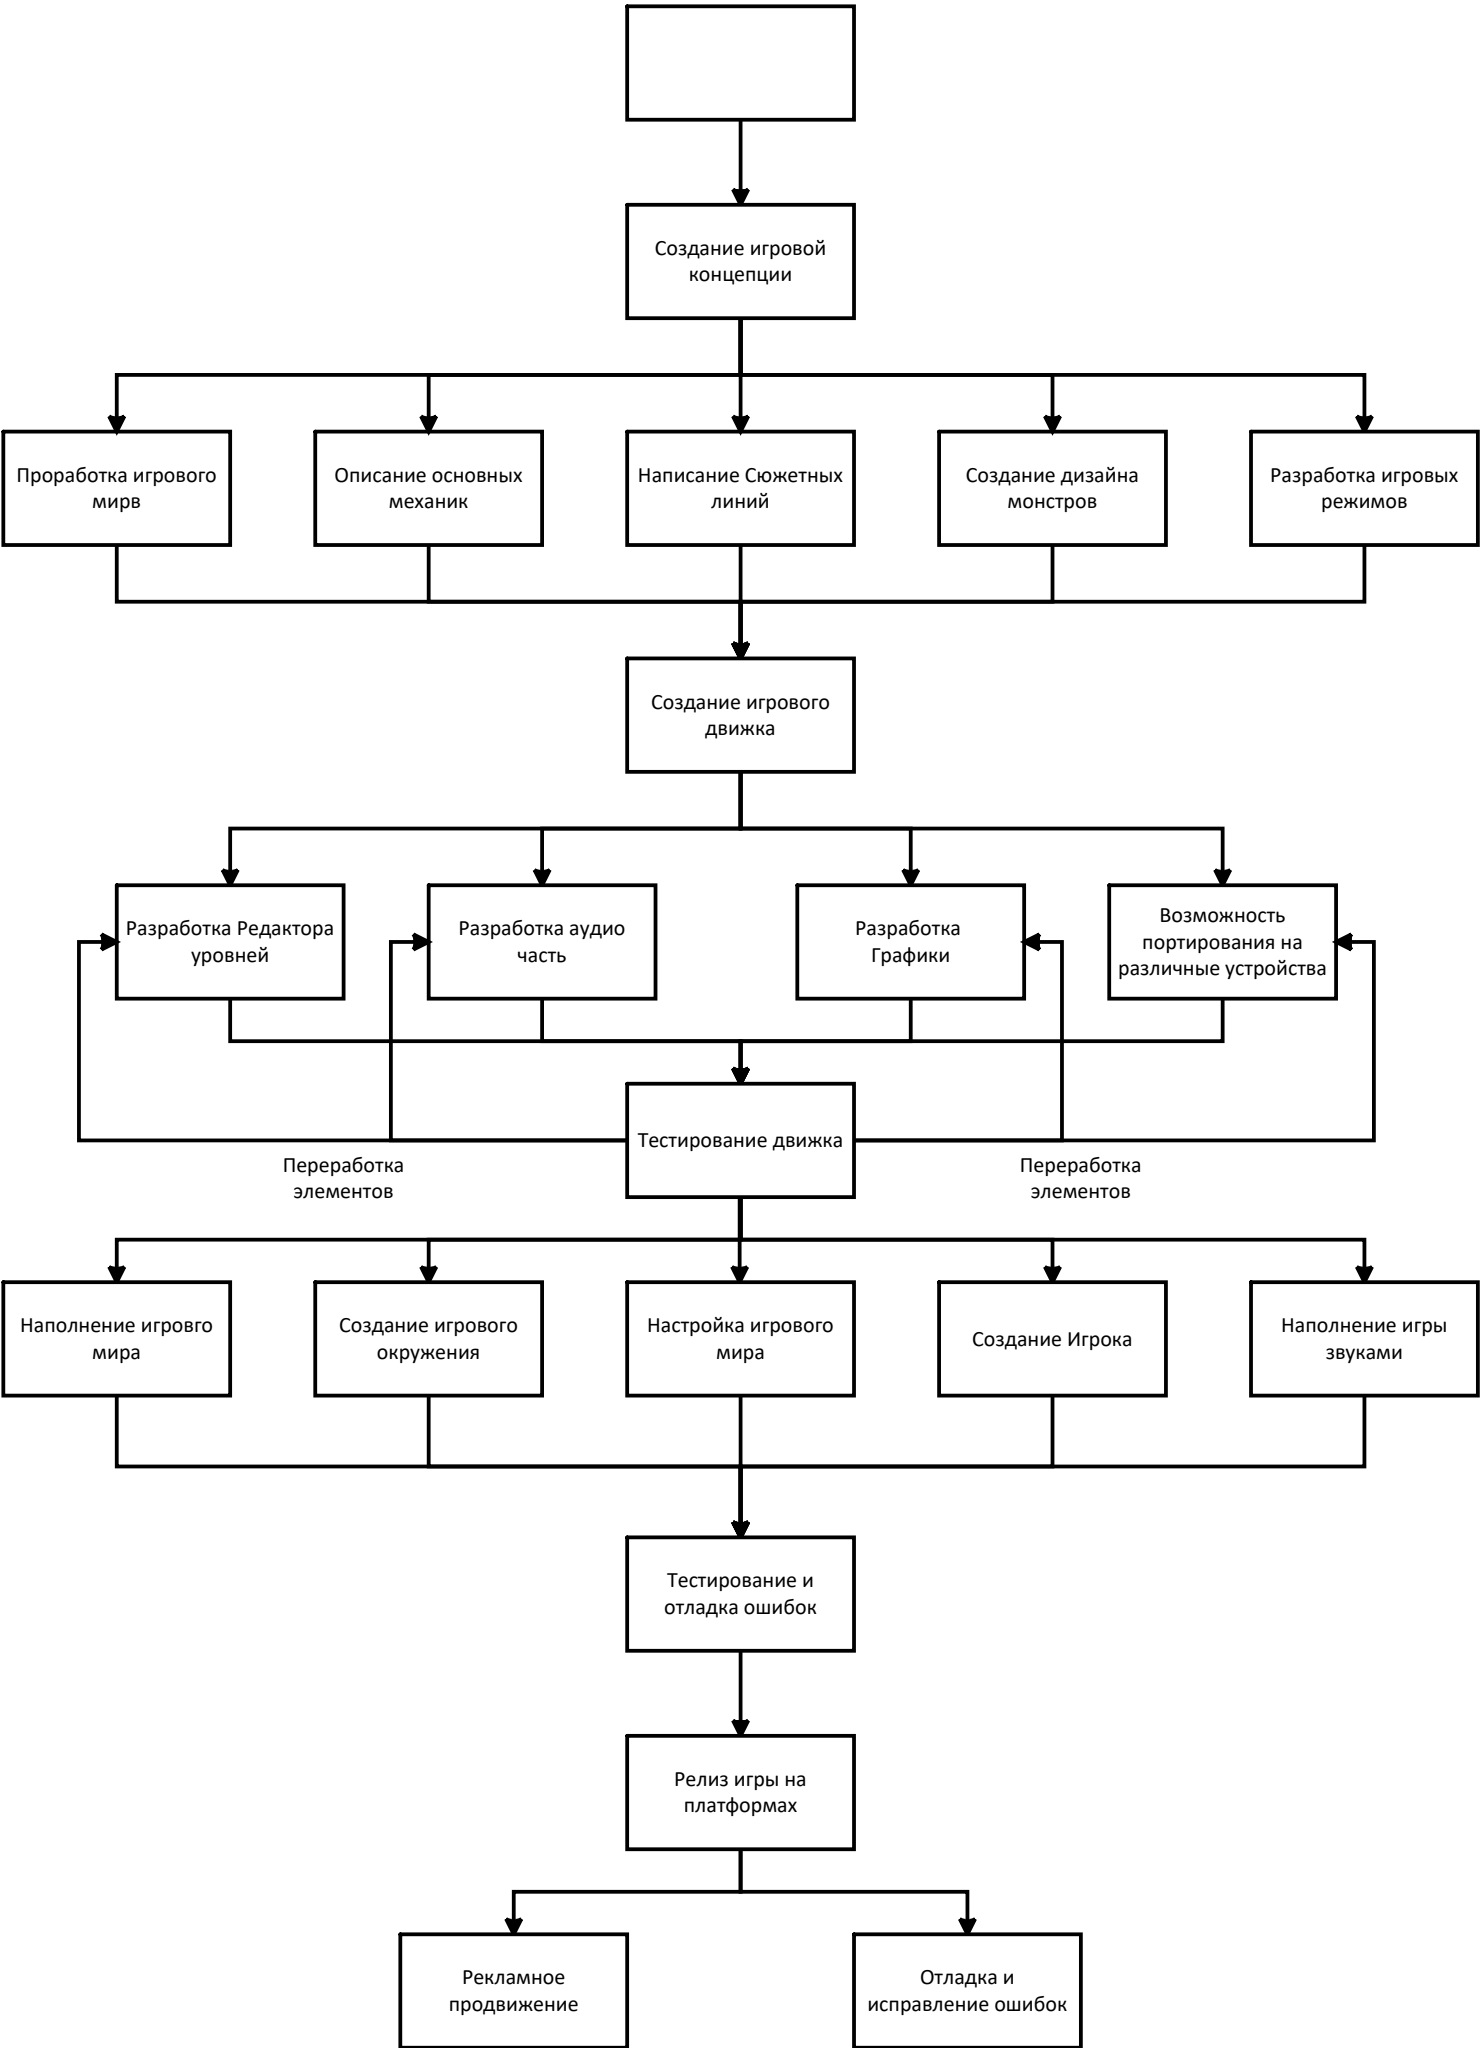 Создание игровой
концепции
Проработка игрового
мирв
Описание основных
механик
Написание Сюжетных
линий
Создание дизайна
монстров
Разработка игровых
режимов
Создание игрового
движка
Разработка Редактора
уровней
Разработка аудио
часть
Разработка
Графики
Возможность
портирования на
различные устройства
Тестирование движка
Переработка
элементов
Переработка
элементов
Наполнение игровго
мира
Создание игрового
окружения
Настройка игрового
мира
Создание Игрока
Наполнение игры
звуками
Тестирование и
отладка ошибок
Релиз игры на
платформах
Рекламное
продвижение
Отладка и
исправление ошибок